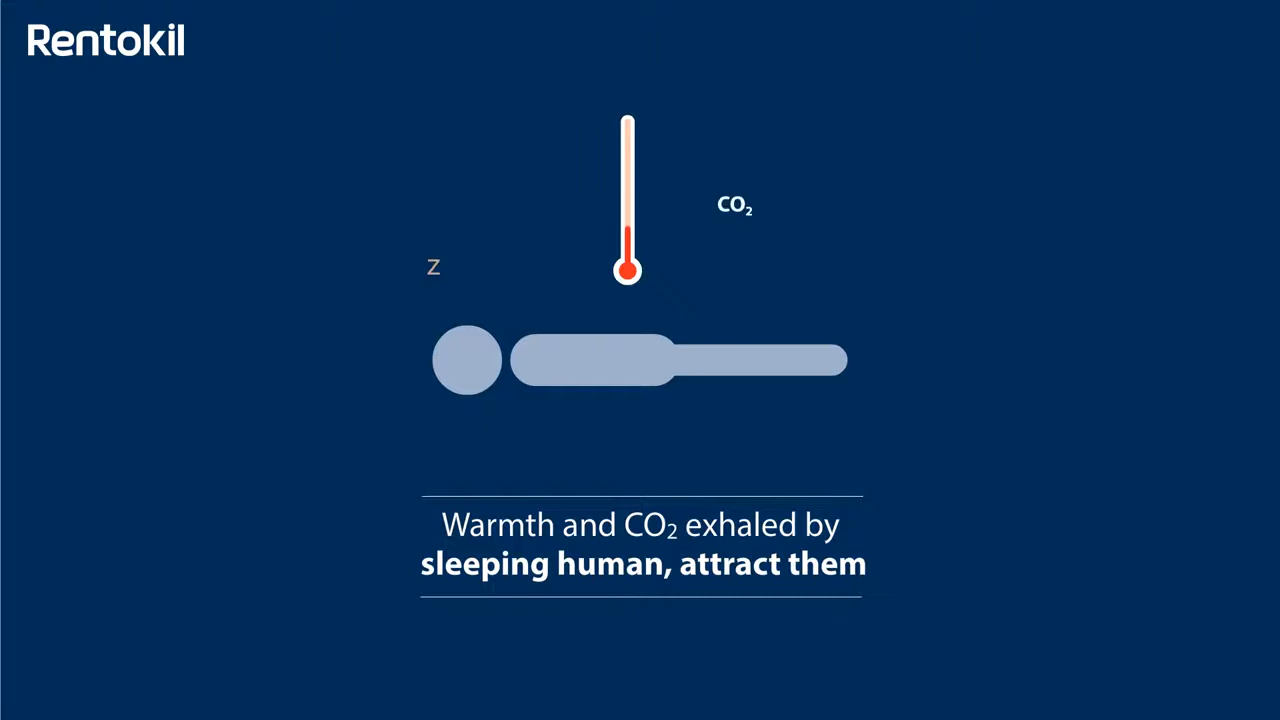 Rentokil
CO₂
Z
Warmth and CO₂ exhaled by
sleeping human, attract them